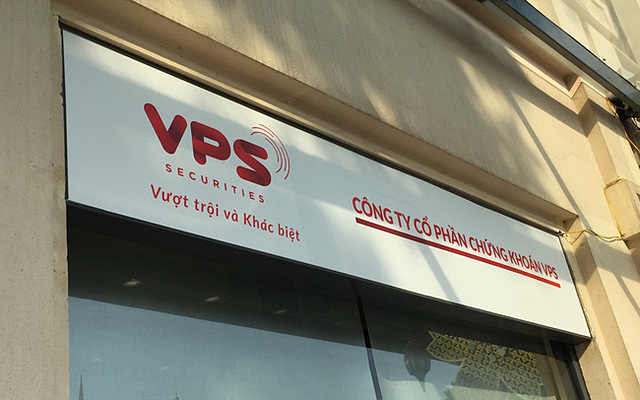 VPS
SECURITIES
Vượt trội và Khác biệt
CÔNG TY CỔ PHẦN CHỨNG KHOÁN VPS